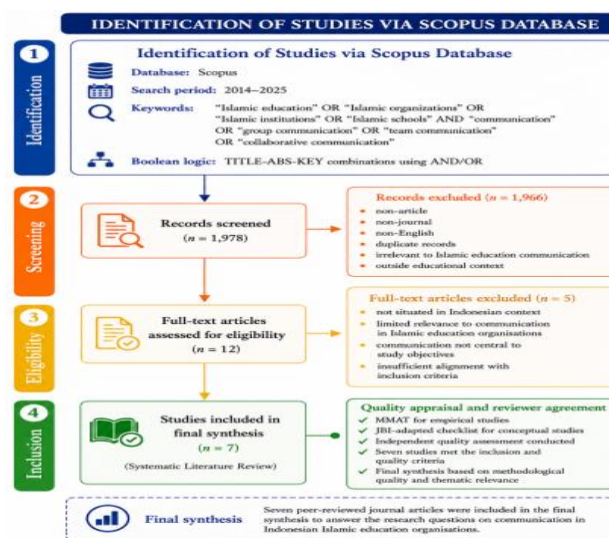 IDENTIFICATION OF STUDIES VIA SCOPUS DATABASE
1
Identification
Identification of Studies via Scopus Database
Database: Scopus
Search period: 2014–2025
Keywords: "Islamic education" OR "Islamic organizations" OR
"Islamic institutions" OR "Islamic schools" AND "communication"
OR "group communication" OR "team communication"
OR "collaborative communication"
Boolean logic: TITLE-ABS-KEY combinations using AND/OR
2
Screening
Records screened
(n = 1,978)
Records excluded (n = 1,966)
• non-article
• non-journal
• non-English
• duplicate records
• irrelevant to Islamic education communication
• outside educational context
3
Eligibility
Full-text articles
assessed for eligibility
(n = 12)
Full-text articles excluded (n = 5)
• not situated in Indonesian context
• limited relevance to communication
in Islamic education organisations
• communication not central to
study objectives
• insufficient alignment with
inclusion criteria
4
Inclusion
Studies included in
final synthesis
(n = 7)
(Systematic Literature Review)
Quality appraisal and reviewer agreement
✓ MMAT for empirical studies
✓ JBI-adapted checklist for conceptual studies
✓ Independent quality assessment conducted
✓ Seven studies met the inclusion and
quality criteria
✓ Final synthesis based on methodological
quality and thematic relevance
Final synthesis
Seven peer-reviewed journal articles were included in the final
synthesis to answer the research questions on communication in
Indonesian Islamic education organisations.